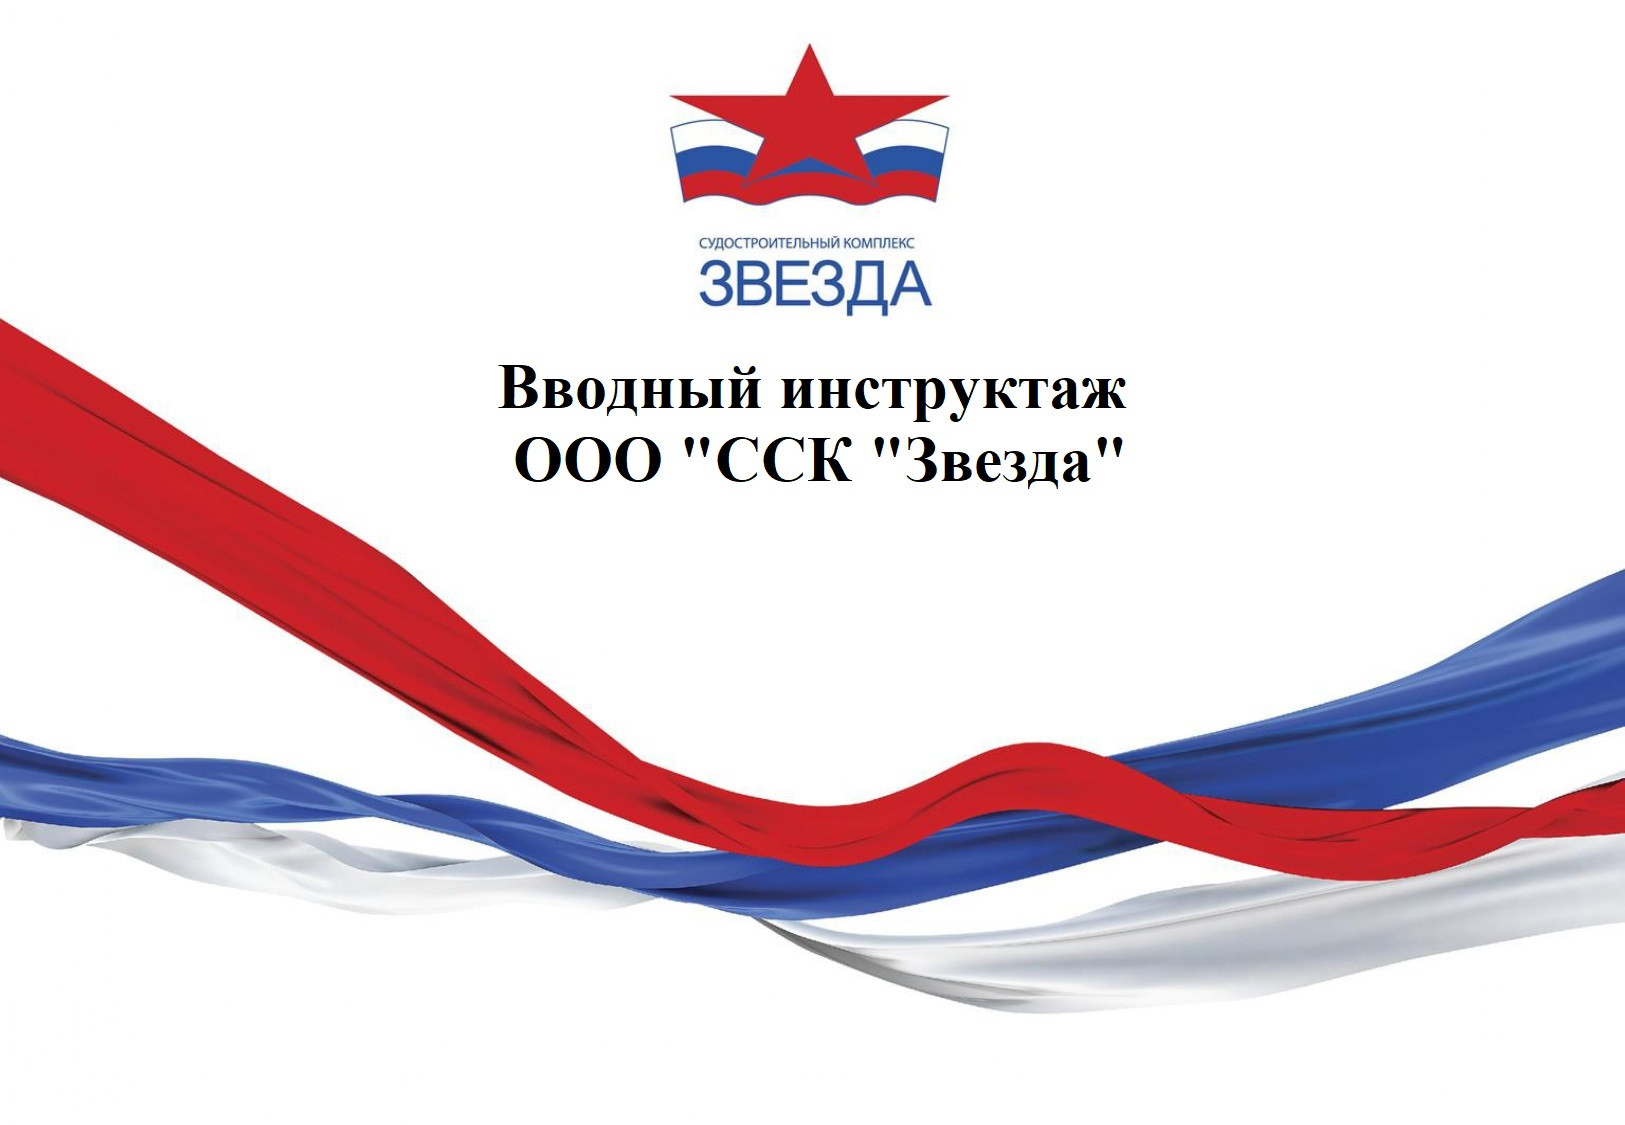 СУДОСТРОИТЕЛЬНЫЙ КОМПЛЕКС
ЗВЕЗДА
Вводный инструктаж
ООО "ССК "Звезда"